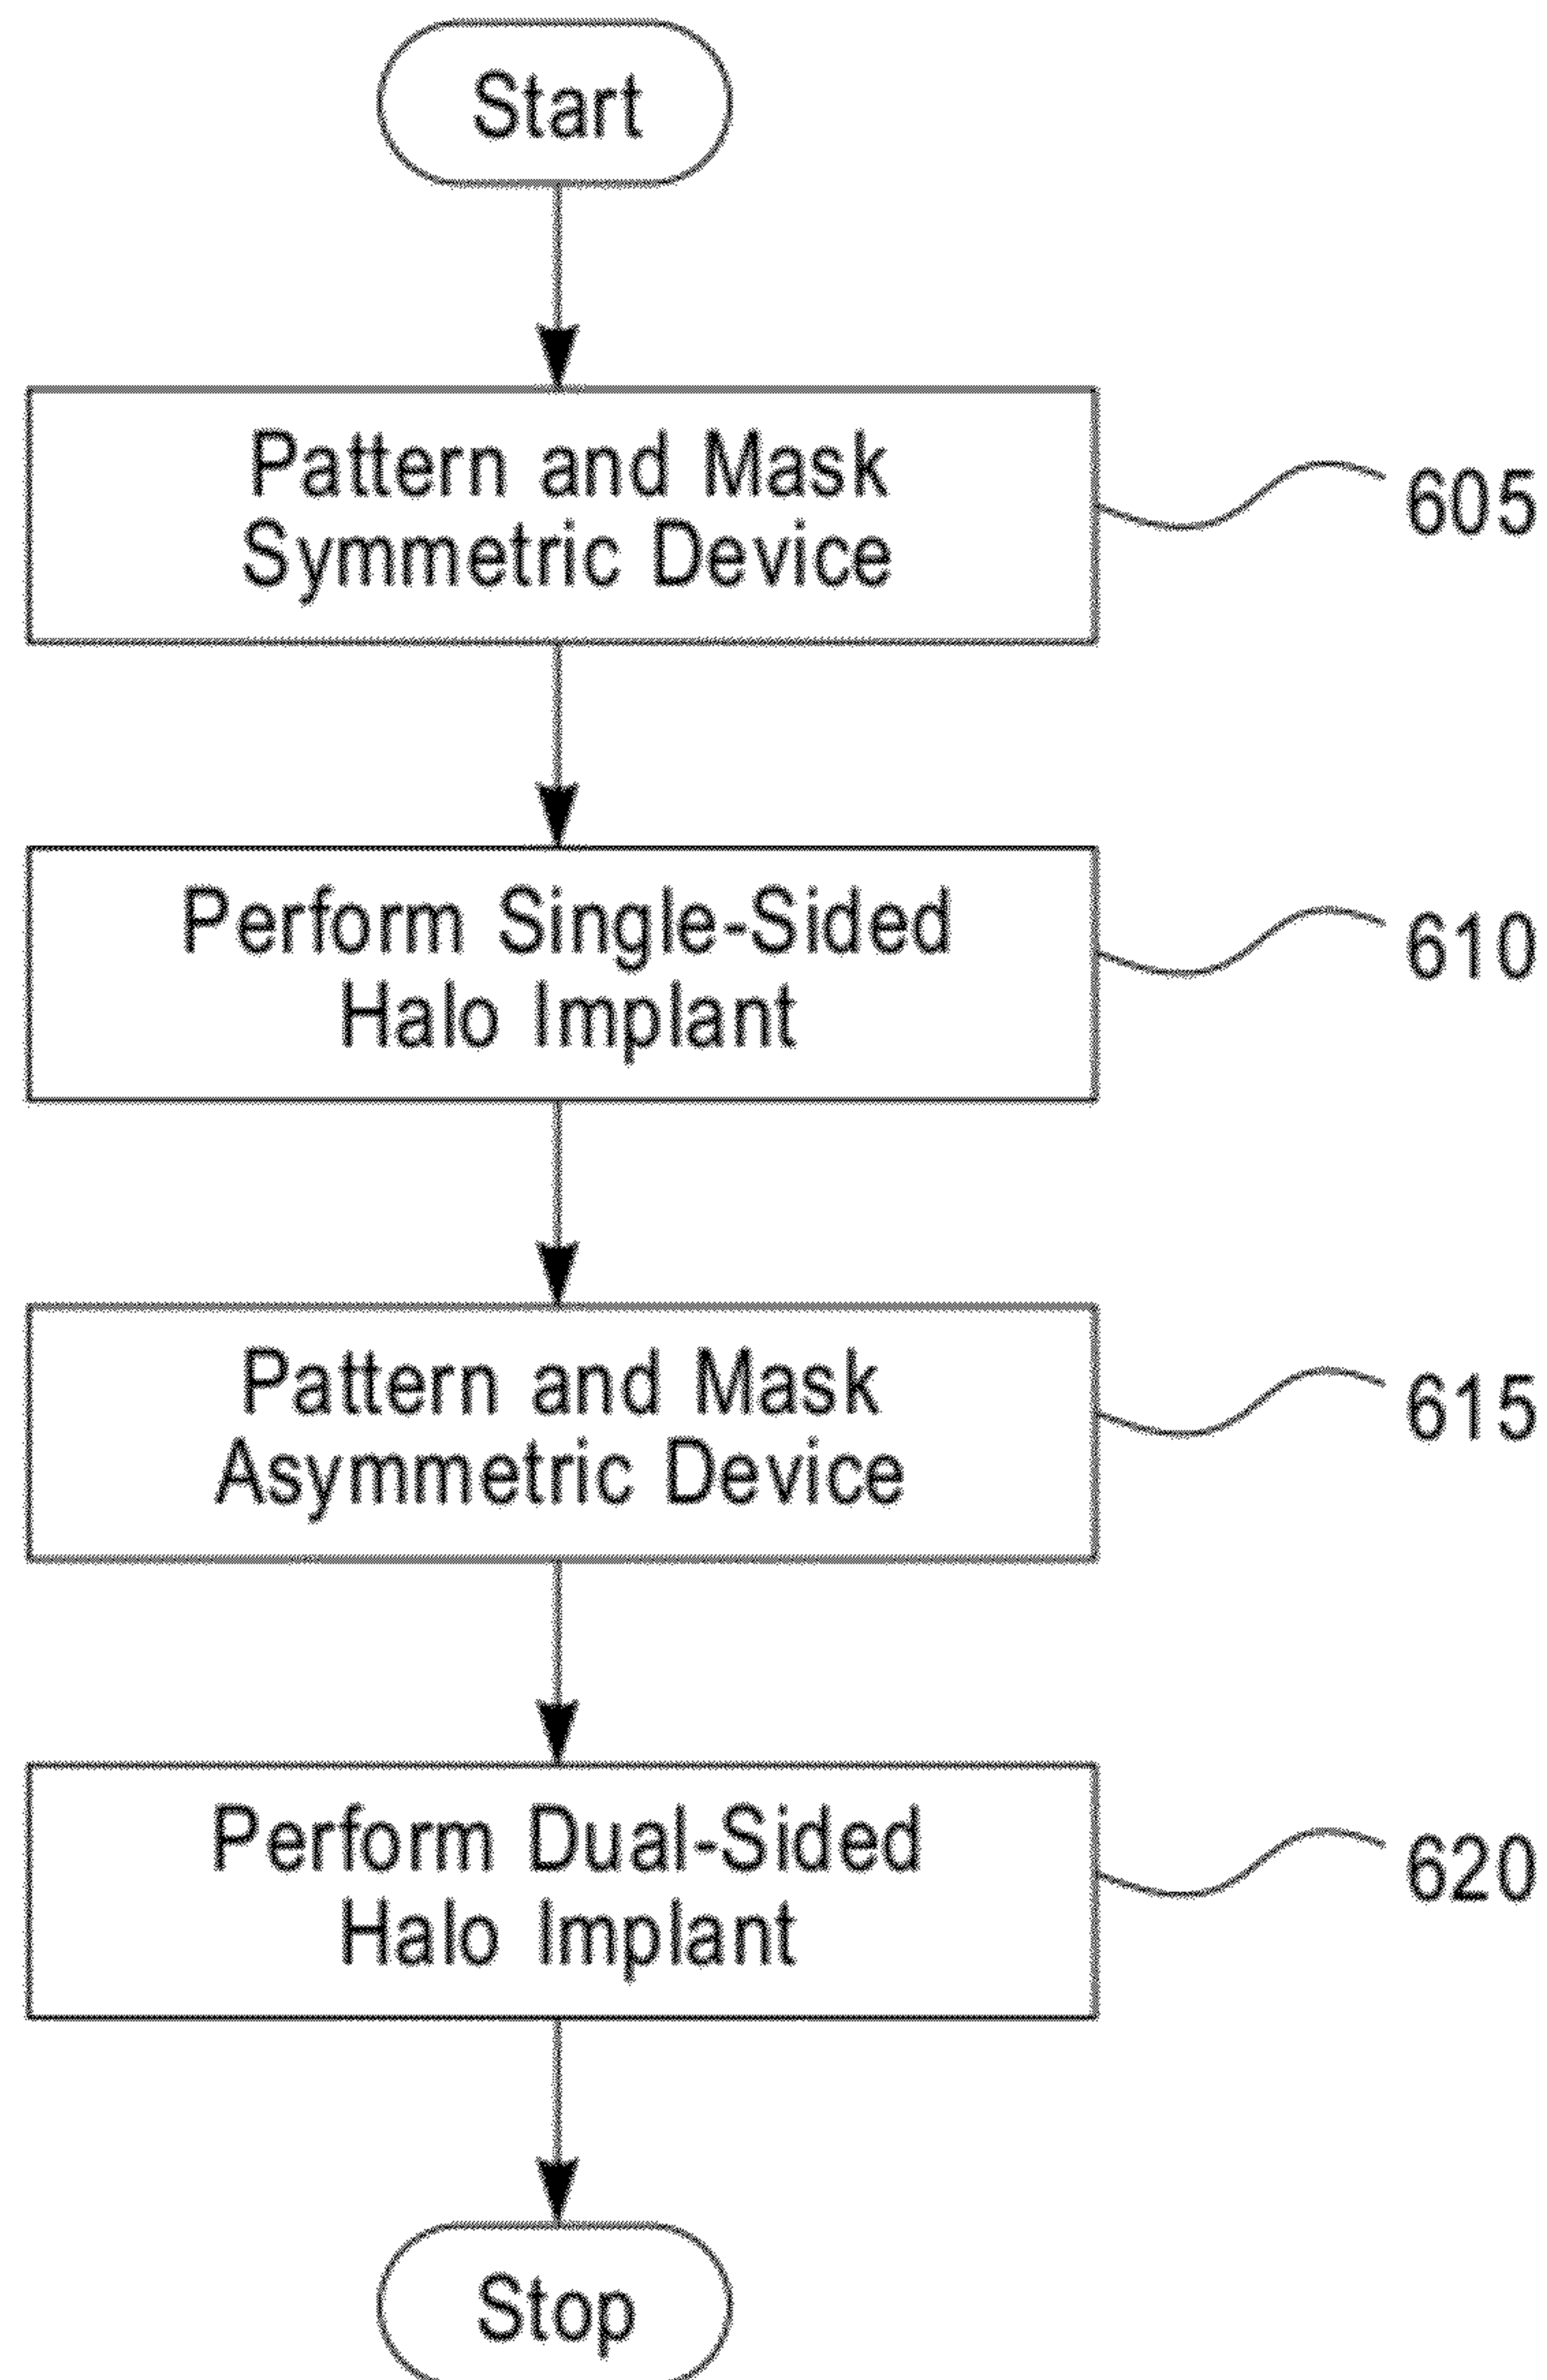 Start
Pattern and Mask
Symmetric Device
605
Perform Single-Sided
Halo Implant
610
Pattern and Mask
Asymmetric Device
615
Perform Dual-Sided
Halo Implant
620
Stop